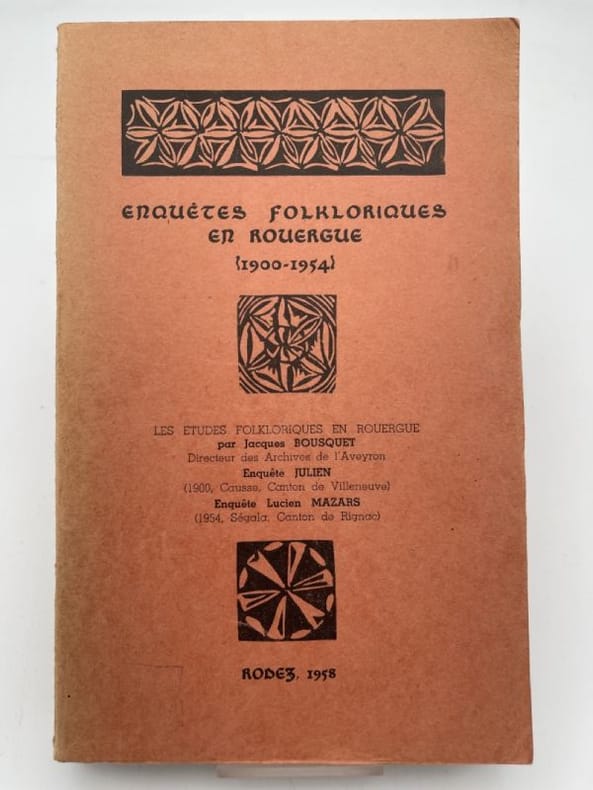 ENQUÊTES FOLKLORIQUES
EN ROUERGUE
{1900-1954}
LES ETUDES FOLKLORIQUES EN ROUERGUE
par Jacques BOUSQUET
Directeur des Archives de l'Aveyron
Enquête JULIEN
(1900, Causse, Canton de Villeneuve)
Enquête Lucien MAZARS
(1954, Ségala, Canton de Rignac)
RODEZ, 1958